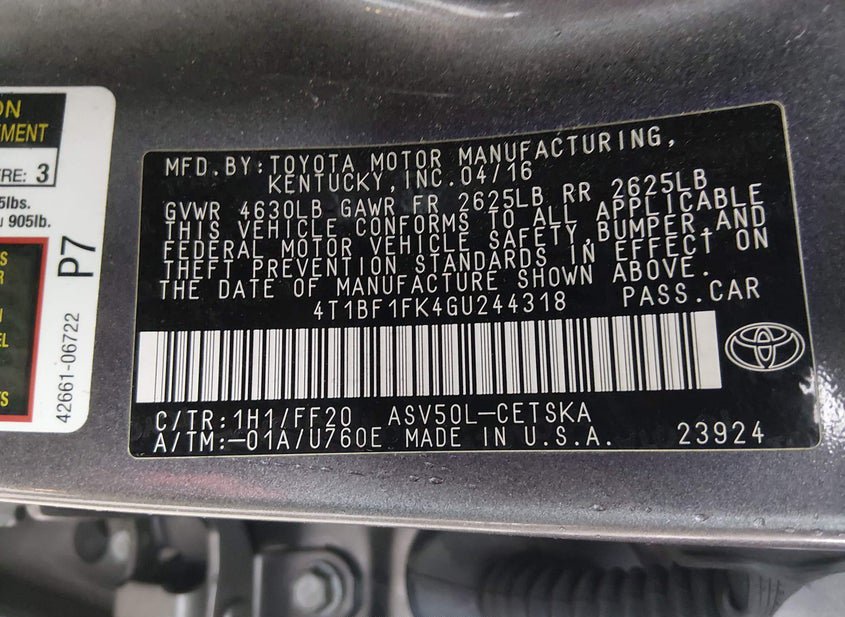 ON
EMENT
RE: 3
5lbs.
905lb.
P7
42661-06722
MFD.BY:TOYOTA MOTOR MANUFACTURING,
KENTUCKY,INC.04/16
GVWR 4630LB GAWR FR 2625LB RR 2625LB
THIS VEHICLE CONFORMS TO ALL APPLICABLE
FEDERAL MOTOR VEHICLE SAFETY,BUMPER,AND
THEFT PREVENTION STANDARDS IN EFFECT ON
THE DATE OF MANUFACTURE SHOWN ABOVE.
4T1BF1FK4GU244318 PASS.CAR
C/TR:1H1/FF20 ASV50L-CETSKA
A/TM:-01A/U760E MADE IN U.S.A. 23924